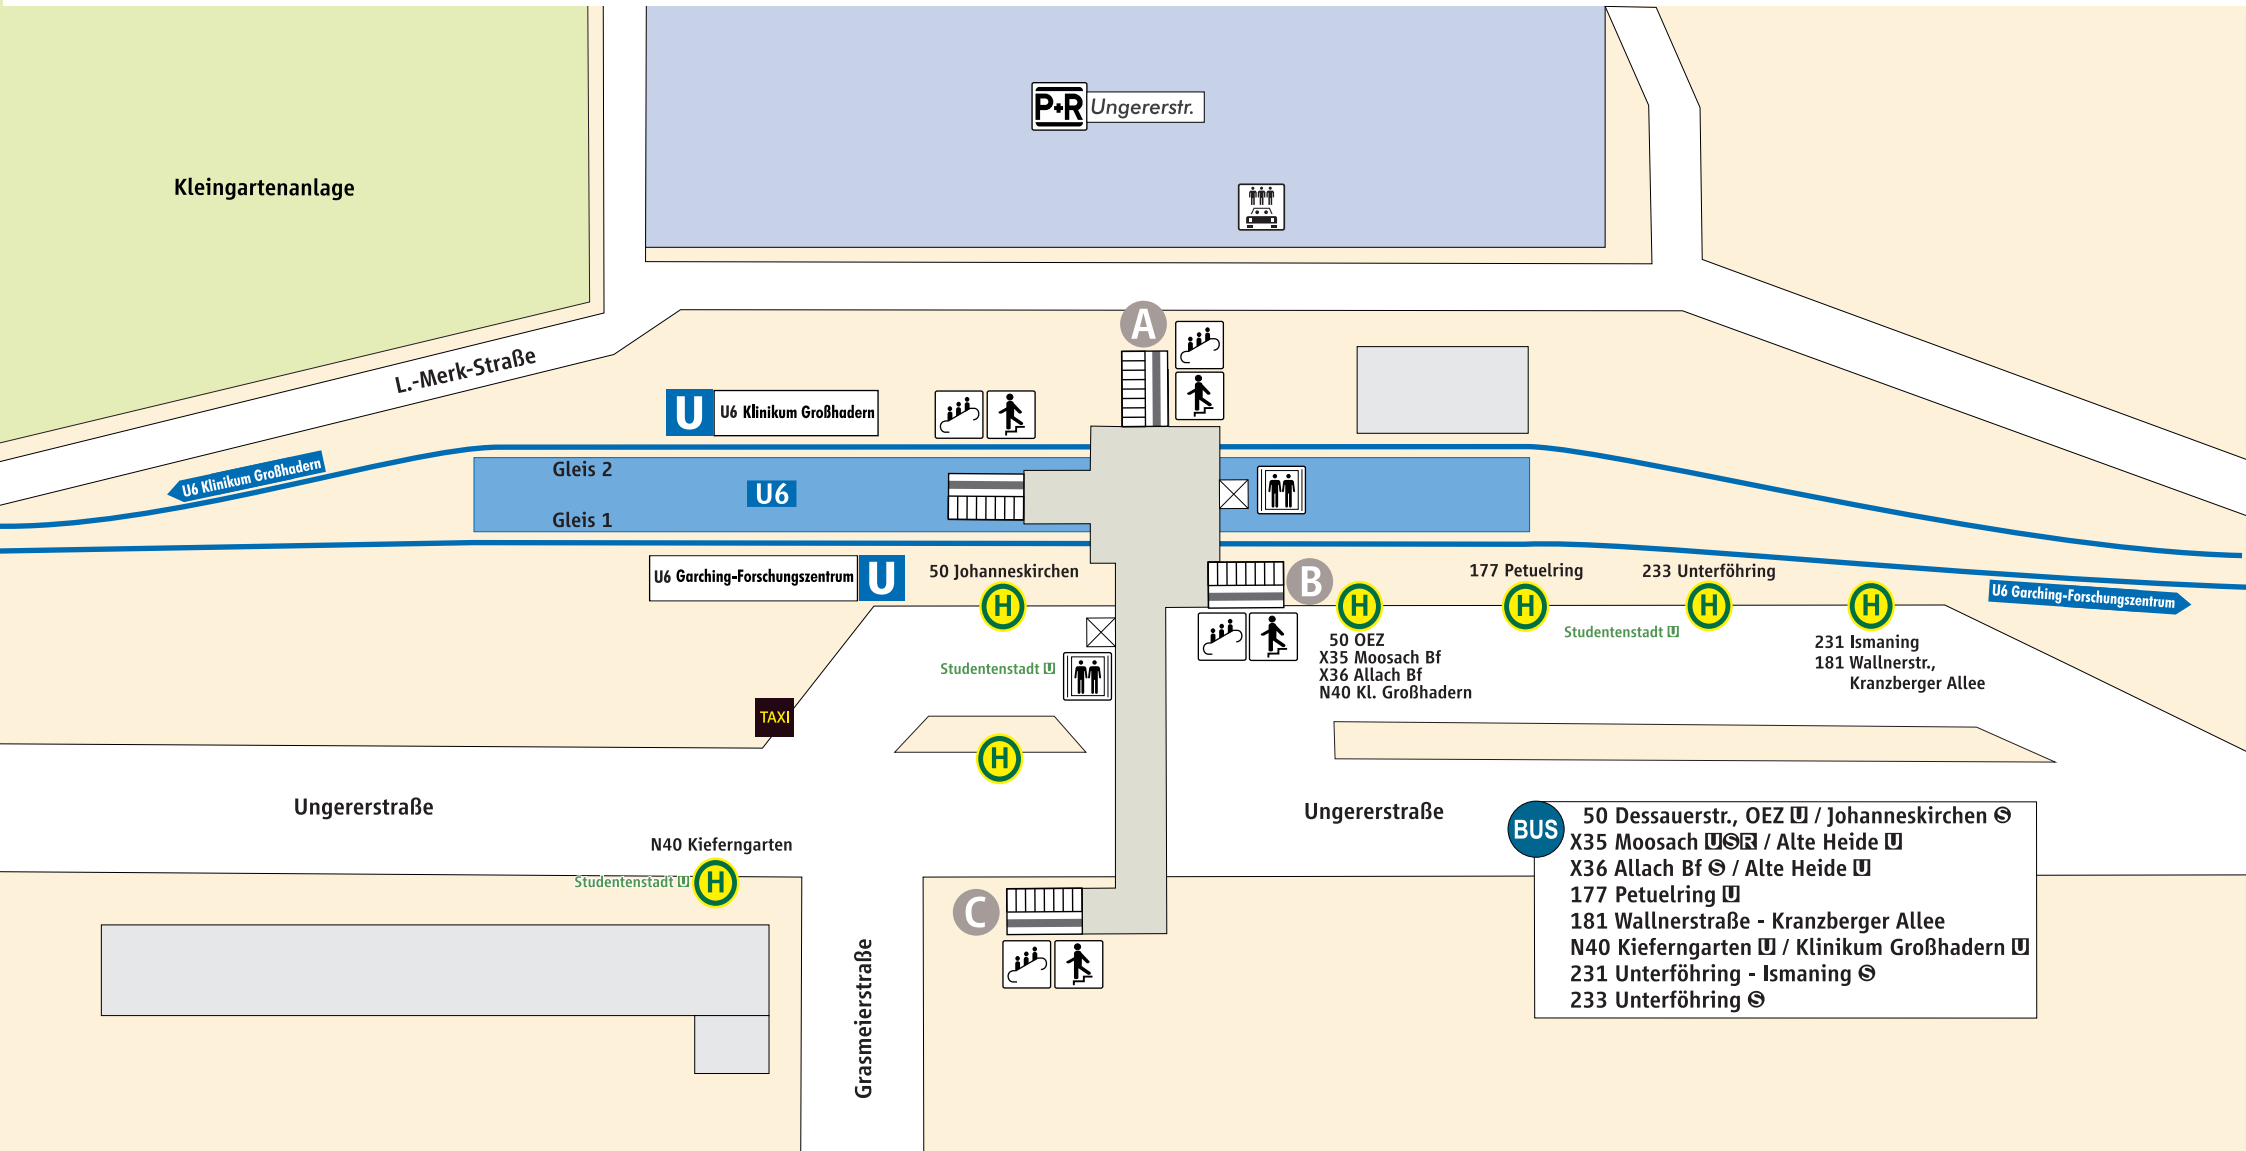 P+R Ungererstr.
Kleingartenanlage
A
L.-Merk-Straße
U U6 Klinikum Großhadern
U6 Klinikum Großhadern
Gleis 2
U6
Gleis 1
U6 Garching-Forschungszentrum U
50 Johanneskirchen
H
B
H
50 OEZ
X35 Moosach Bf
X36 Allach Bf
N40 Kl. Großhadern
177 Petuelring
H
Studentenstadt U
233 Unterföhring
H
H
231 Ismaning
181 Wallnerstr.,
Kranzberger Allee
U6 Garching-Forschungszentrum
Studentenstadt U
TAXI
H
Ungererstraße
Ungererstraße
N40 Kieferngarten
Studentenstadt U H
C
Grasmeierstraße
BUS
50 Dessauerstr., OEZ U / Johanneskirchen S
X35 Moosach U S R / Alte Heide U
X36 Allach Bf S / Alte Heide U
177 Petuelring U
181 Wallnerstraße - Kranzberger Allee
N40 Kieferngarten U / Klinikum Großhadern U
231 Unterföhring - Ismaning S
233 Unterföhring S